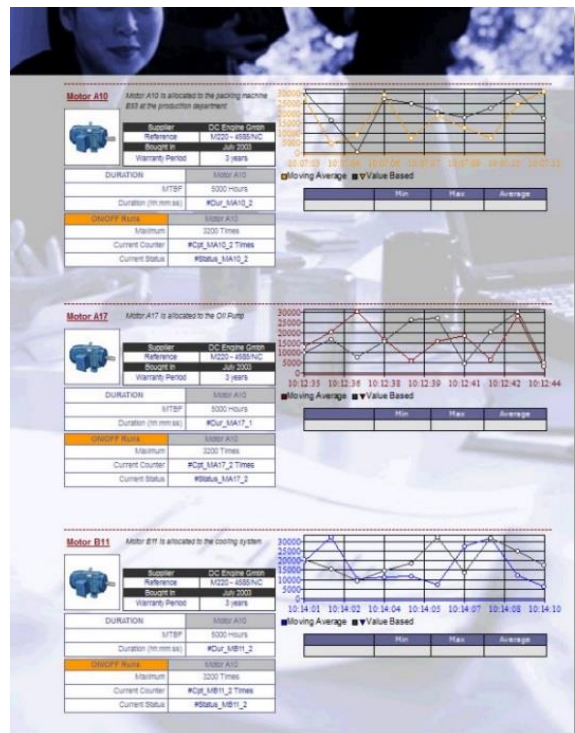 Motor A10
Motor A10 is allocated to the packing machine
B53 at the production department
Supplier DC Engine Gmbh
Reference M220 - 4585/NC
Bought In July 2003
Warranty Period 3 years
DURATION Motor A10
MTBF 5000 Hours
Duration (hh:mm:ss) #Dur_MA10_2
ON/OFF Runs Motor A10
Maximum 3200 Times
Current Counter #Cpt_MA10_2 Times
Current Status #Status_MA10_2
30000
25000
20000
15000
10000
5000
0
Moving Average Value Based
Min Max Average
Motor A17
Motor A17 is allocated to the Oil Pump
Supplier DC Engine Gmbh
Reference M220 - 4585/NC
Bought In July 2003
Warranty Period 3 years
DURATION Motor A10
MTBF 5000 Hours
Duration (hh:mm:ss) #Dur_MA17_1
ON/OFF Runs Motor A10
Maximum 3200 Times
Current Counter #Cpt_MA17_2 Times
Current Status #Status_MA17_2
30000
25000
20000
15000
10000
5000
0
10:12:35 10:12:36 10:12:38 10:12:39 10:12:41 10:12:42 10:12:44
Moving Average Value Based
Min Max Average
Motor B11
Motor B11 is allocated to the cooling system
Supplier DC Engine Gmbh
Reference M220 - 4585/NC
Bought In July 2003
Warranty Period 3 years
DURATION Motor A10
MTBF 5000 Hours
Duration (hh:mm:ss) #Dur_MB11_2
ON/OFF Runs Motor A10
Maximum 3200 Times
Current Counter #Cpt_MB11_2 Times
Current Status #Status_MB11_2
30000
25000
20000
15000
10000
5000
0
10:14:01 10:14:02 10:14:04 10:14:05 10:14:07 10:14:08 10:14:10
Moving Average Value Based
Min Max Average